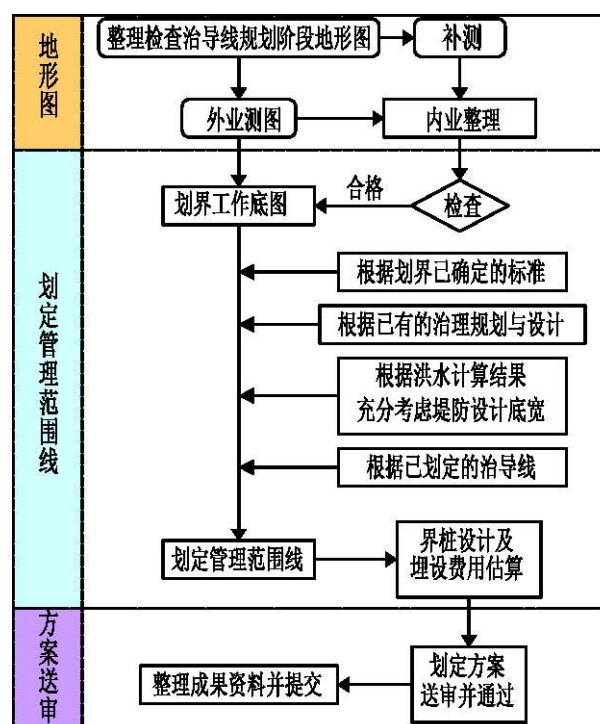 地形图
整理检查治导线规划阶段地形图
补测
外业测图
内业整理
划定管理范围线
划界工作底图
合格
检查
根据划界已确定的标准
根据已有的治理规划与设计
根据洪水计算结果
充分考虑堤防设计底宽
根据已划定的治导线
划定管理范围线
界桩设计及
埋设费用估算
方案送审
整理成果资料并提交
划定方案
送审并通过